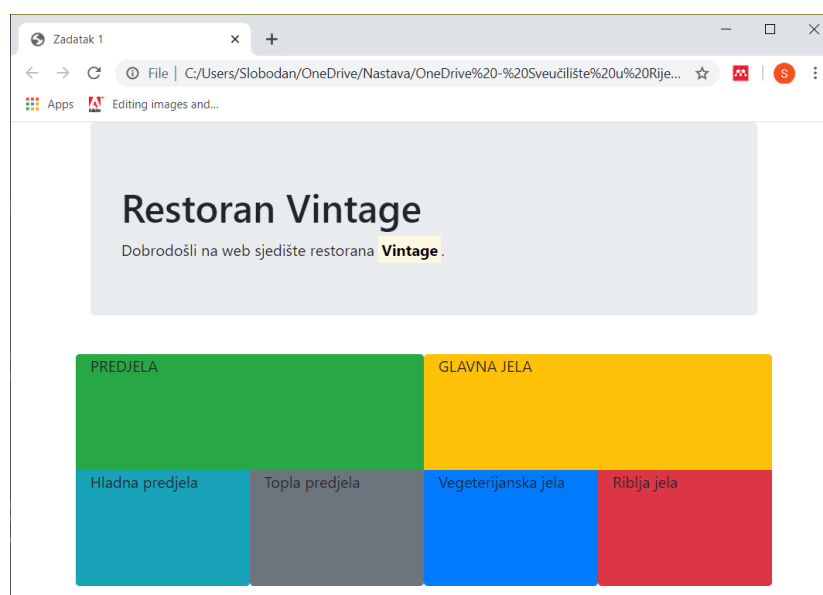 Zadatak 1
File | C:/Users/Slobodan/OneDrive/Nastava/OneDrive%20-%20Sveučilište%20u%20Rije...
S
Apps Editing images and...
Restoran Vintage
Dobrodošli na web sjedište restorana Vintage.
PREDJELA GLAVNA JELA
Hladna predjela Topla predjela Vegeterijanska jela Riblja jela